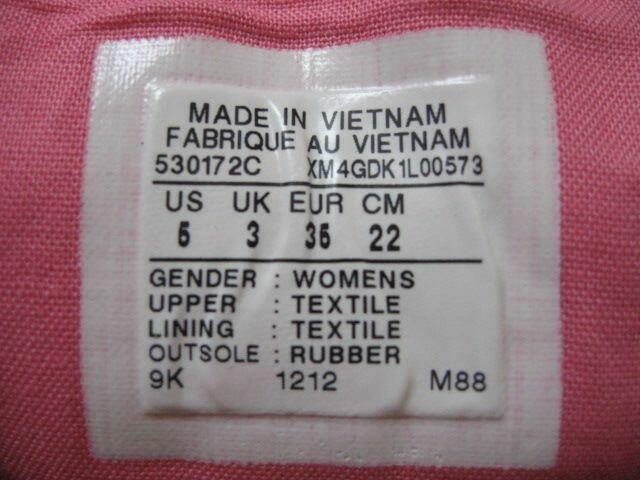 MADE IN VIETNAM
FABRIQUE AU VIETNAM
530172C XM4GDK1L00573
US UK EUR CM
5 3 35 22
GENDER : WOMENS
UPPER : TEXTILE
LINING : TEXTILE
OUTSOLE : RUBBER
9K 1212 M88